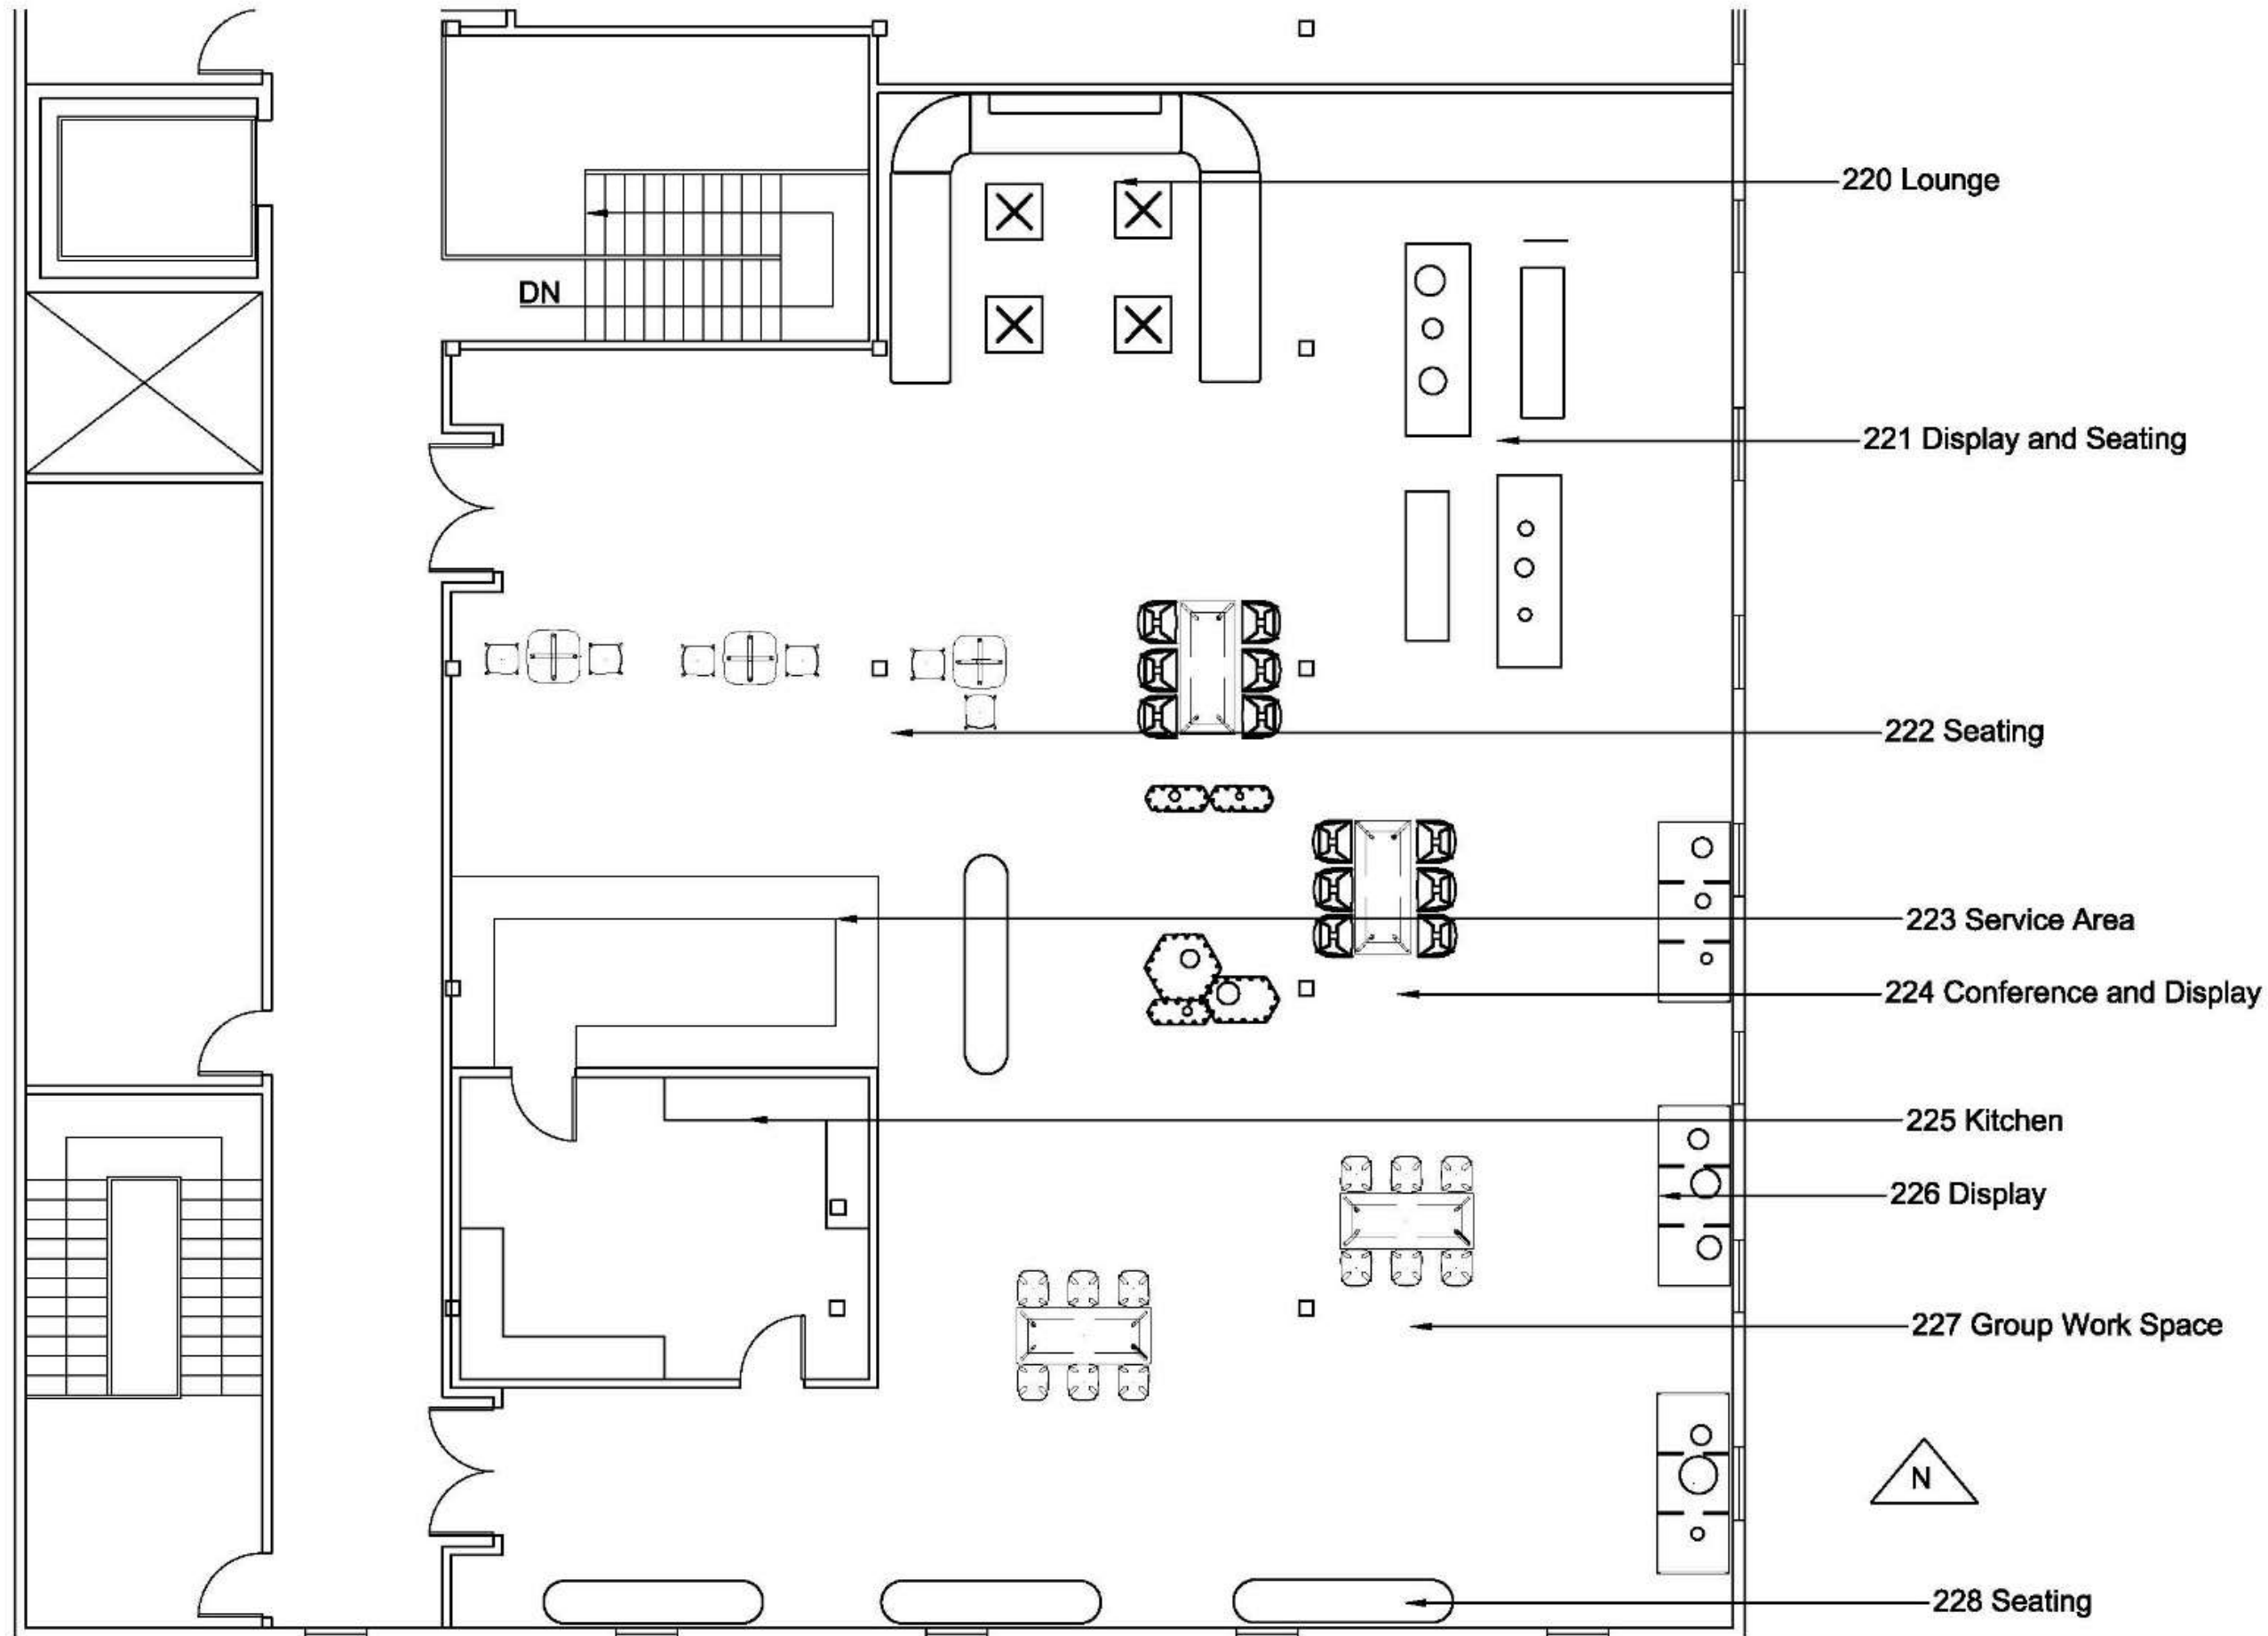 220 Lounge
DN
221 Display and Seating
222 Seating
223 Service Area
224 Conference and Display
225 Kitchen
226 Display
227 Group Work Space
N
228 Seating